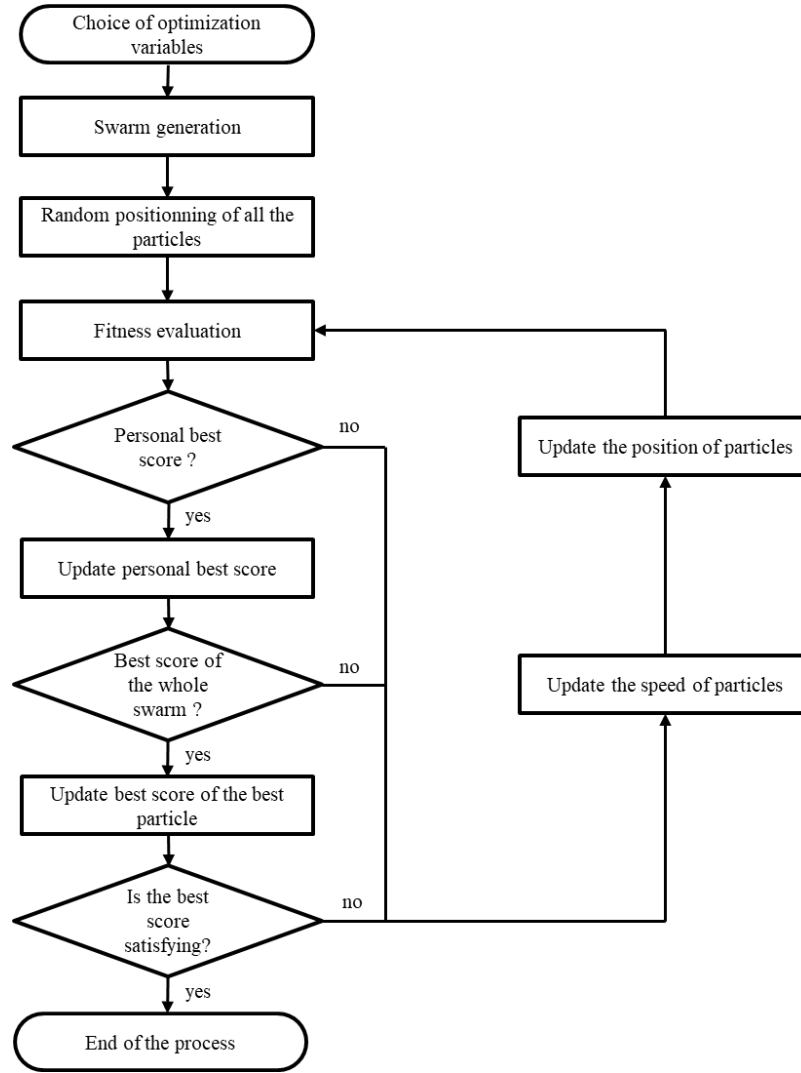 Choice of optimization
variables
Swarm generation
Random positionning of all the
particles
Fitness evaluation
Personal best
score ?
no
yes
Update the position of particles
Update personal best score
Best score of
the whole
swarm ?
no
yes
Update the speed of particles
Update best score of the best
particle
Is the best
score
satisfying?
no
yes
End of the process